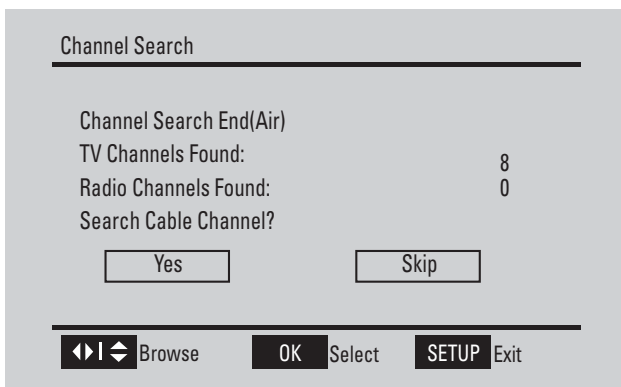 Channel Search
Channel Search End(Air)
TV Channels Found: 8
Radio Channels Found: 0
Search Cable Channel?
Yes Skip
Browse OK Select SETUP Exit